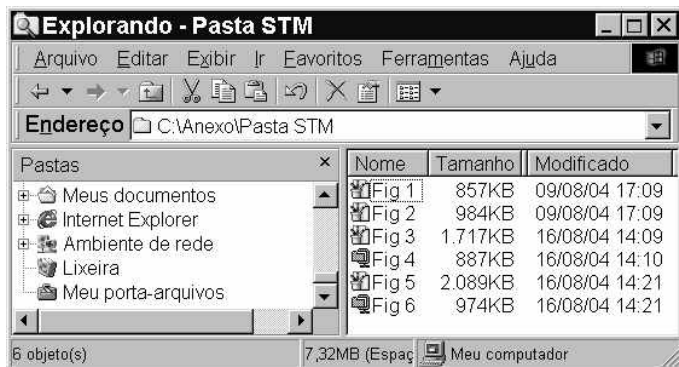 Explorando - Pasta STM
Arquivo Editar Exibir Ir Favoritos Ferramentas Ajuda
Endereço C:\Anexo\Pasta STM
Pastas
Meus documentos
Internet Explorer
Ambiente de rede
Lixeira
Meu porta-arquivos
Nome Tamanho Modificado
Fig 1 857KB 09/08/04 17:09
Fig 2 984KB 09/08/04 17:09
Fig 3 1.717KB 16/08/04 14:09
Fig 4 887KB 16/08/04 14:10
Fig 5 2.089KB 16/08/04 14:21
Fig 6 974KB 16/08/04 14:21
6 objeto(s) 7,32MB (Espaç Meu computador